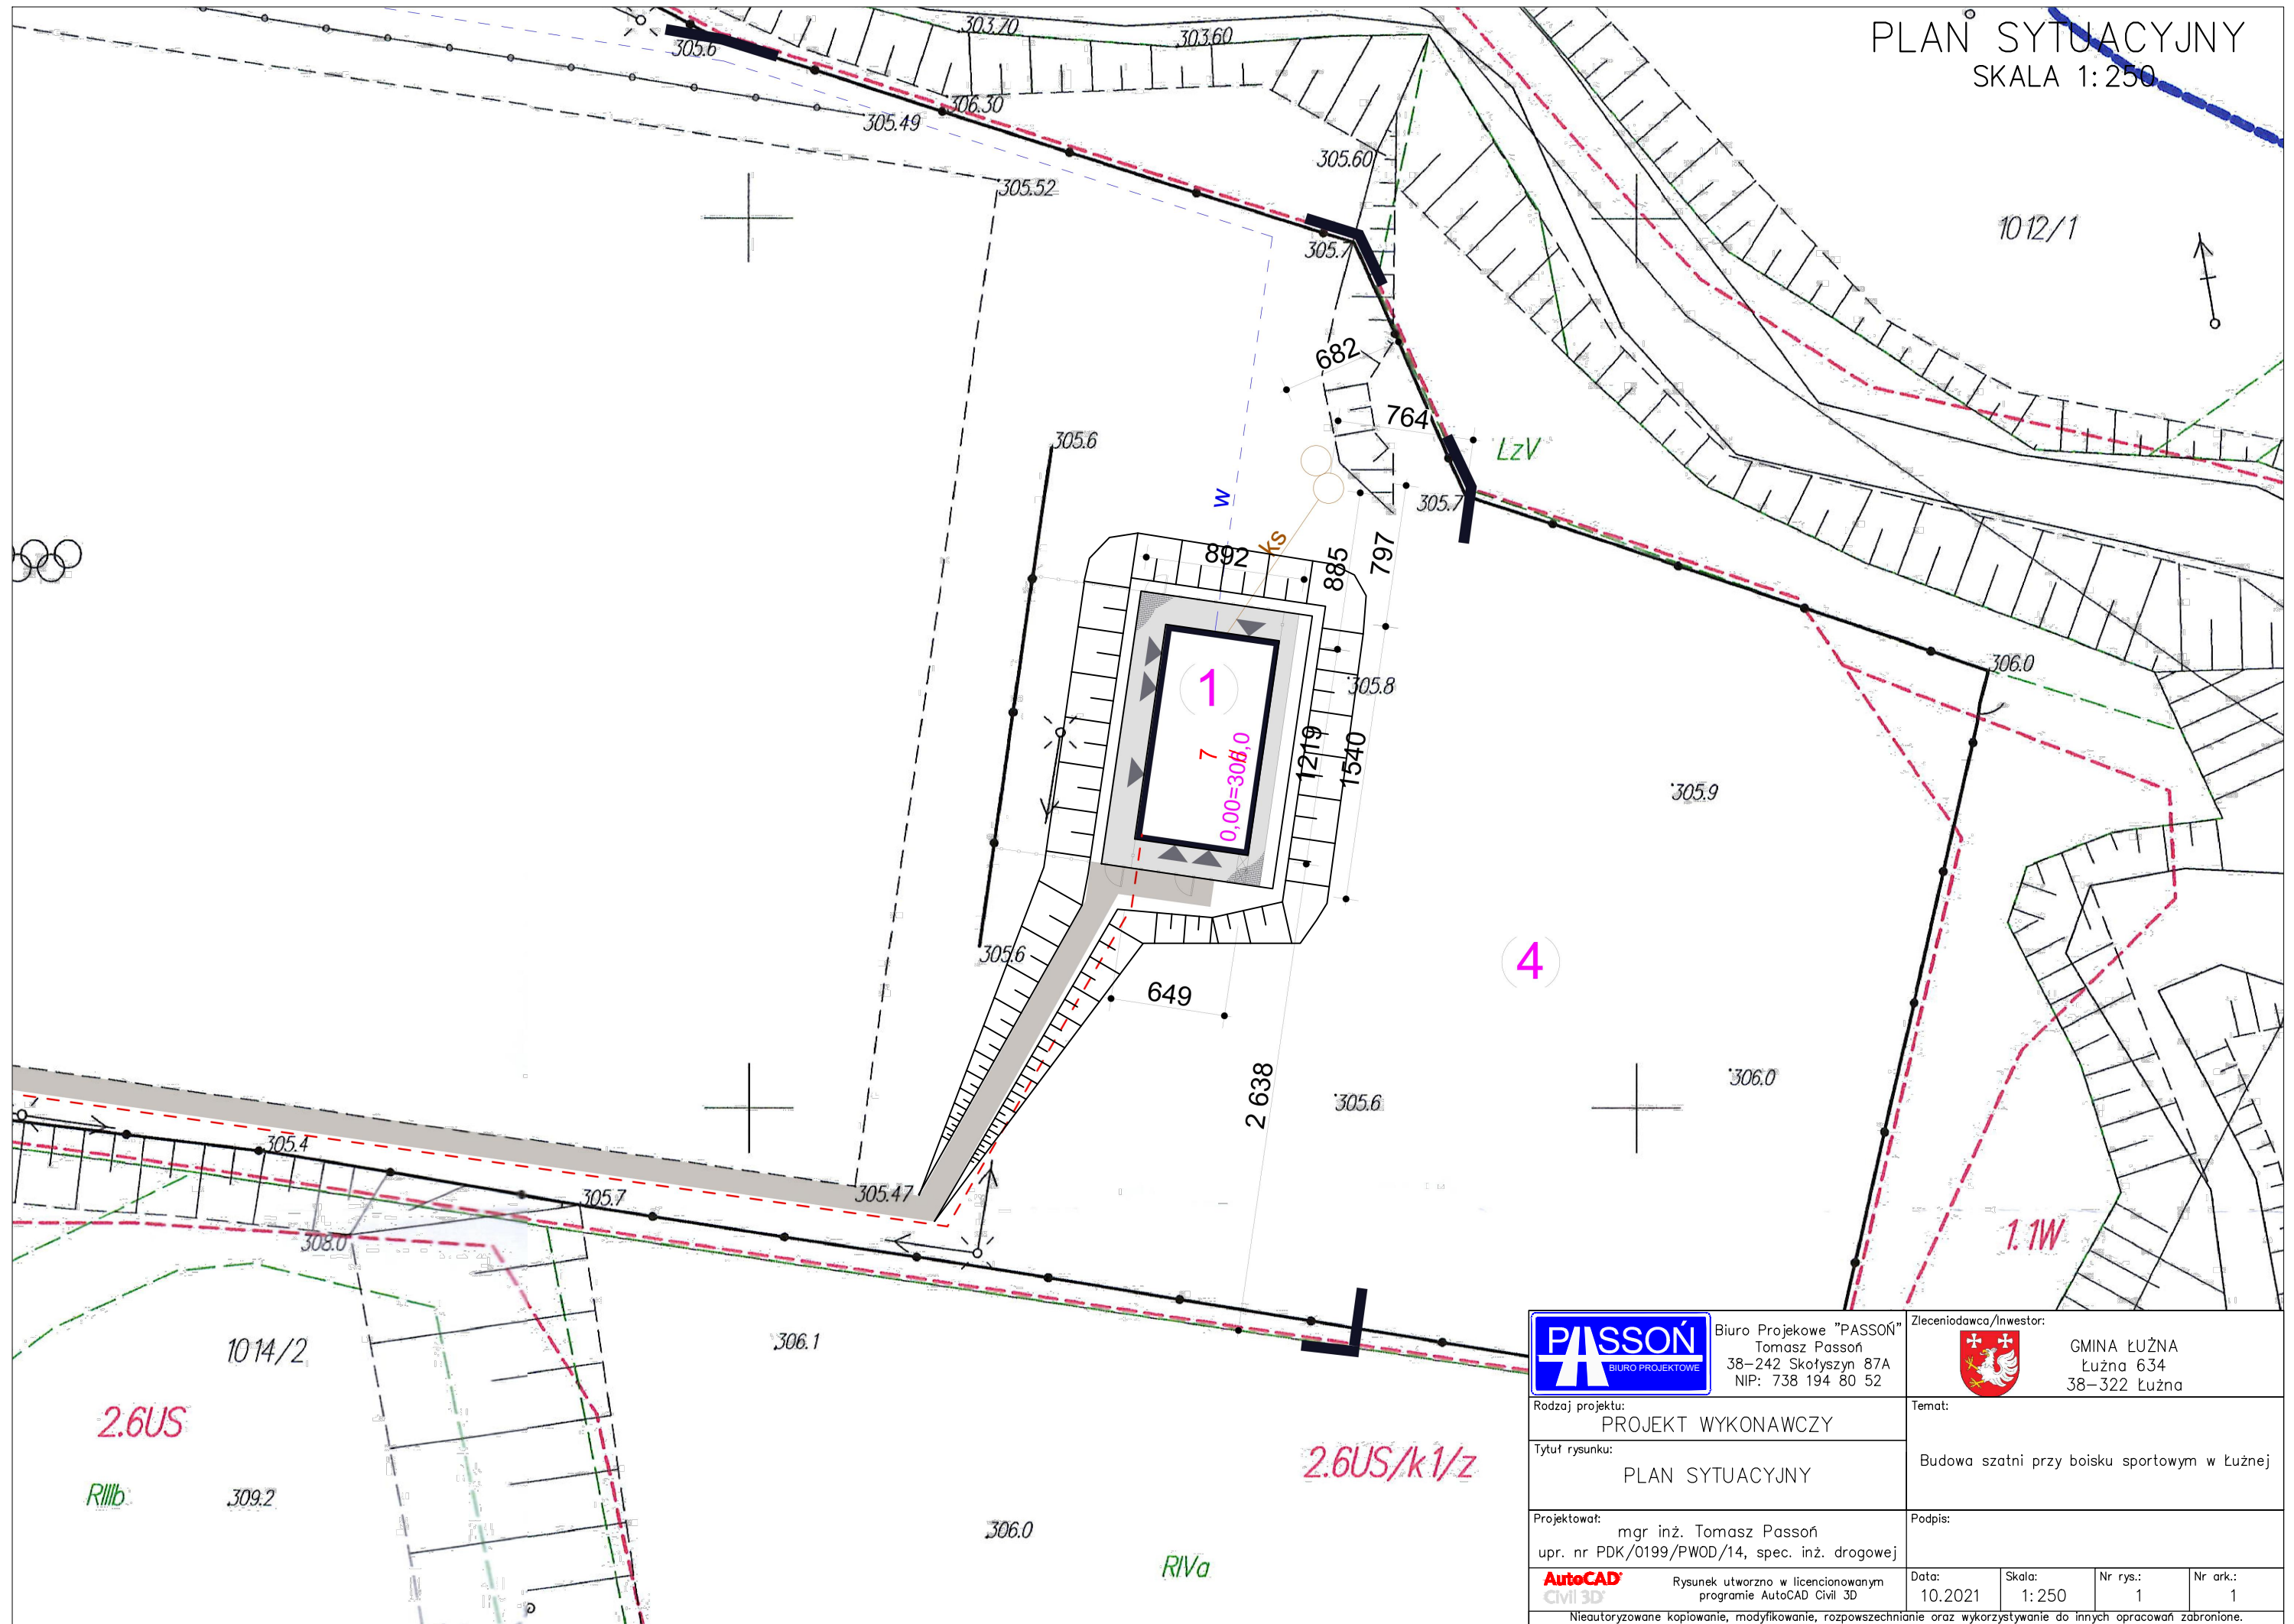 PLAN SYTUACYJNY
SKALA 1:250
303.70
303.60
305.6
306.30
305.49
305.60
305.52
1012/1
305.7
682
764
LzV
305.6
w
305.7
ks
892
885
797
306.0
1
305.8
7
0,00=306,0
1219
1540
305.9
305.6
4
649
2 638
305.6
306.0
305.4
305.47
305.7
308.0
1.1W
1014/2
306.1
2.6US
2.6US/k1/z
RIIIb
309.2
306.0
RIVa
PASSOŃ
BIURO PROJEKTOWE
Biuro Projekowe "PASSOŃ"
Tomasz Passoń
38-242 Skołyszyn 87A
NIP: 738 194 80 52
Zleceniodawca/Inwestor:
GMINA ŁUŻNA
Łużna 634
38-322 Łużna
Rodzaj projektu:
PROJEKT WYKONAWCZY
Temat:
Budowa szatni przy boisku sportowym w Łużnej
Tytuł rysunku:
PLAN SYTUACYJNY
Projektował:
mgr inż. Tomasz Passoń
upr. nr PDK/0199/PWOD/14, spec. inż. drogowej
Podpis:
AutoCAD
Civil 3D
Rysunek utworzno w licencionowanym
programie AutoCAD Civil 3D
Data:
10.2021
Skala:
1:250
Nr rys.:
1
Nr ark.:
1
Nieautoryzowane kopiowanie, modyfikowanie, rozpowszechnianie oraz wykorzystywanie do innych opracowań zabronione.